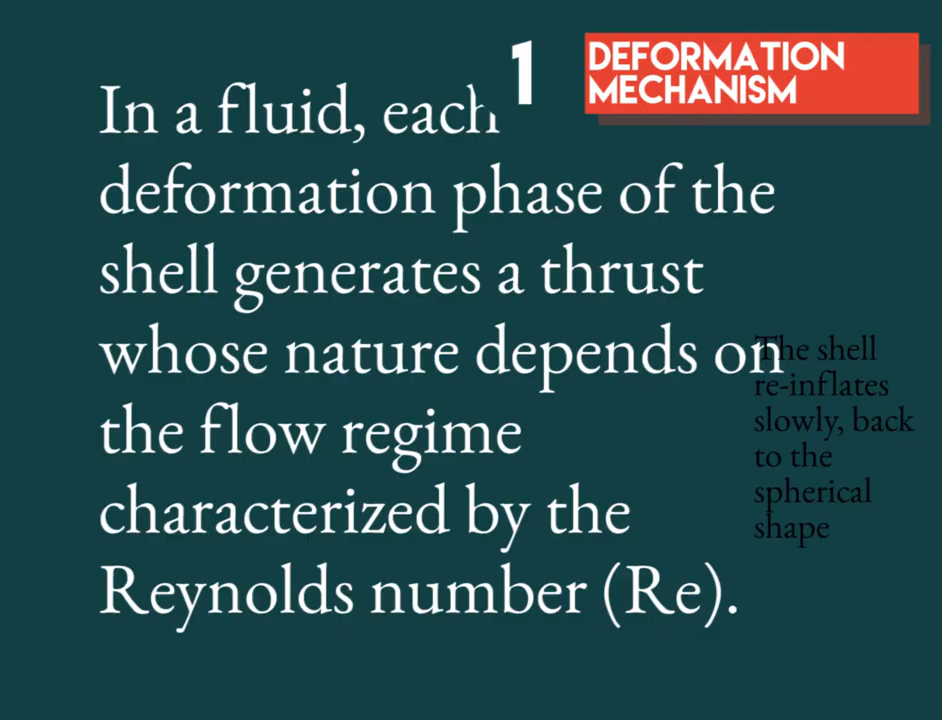 1
DEFORMATION
MECHANISM
In a fluid, each
deformation phase of the
shell generates a thrust
whose nature depends on
the flow regime
characterized by the
Reynolds number (Re).
The shell
re-inflates
slowly, back
to the
spherical
shape